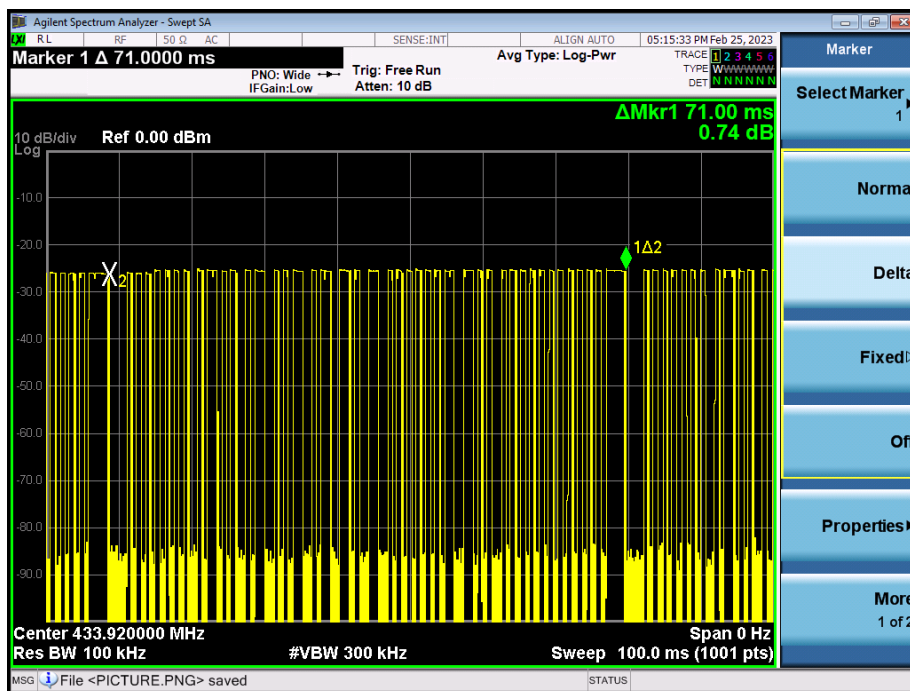 Agilent Spectrum Analyzer - Swept SA
LXI RL RF 50 Ω AC SENSE:INT ALIGN AUTO 05:15:33 PM Feb 25, 2023
Marker 1 Δ 71.0000 ms
PNO: Wide
IFGain:Low
Trig: Free Run
Atten: 10 dB
Avg Type: Log-Pwr
TRACE 1 2 3 4 5 6
TYPE WWWWWW
DET N N N N N N
ΔMkr1 71.00 ms
0.74 dB
10 dB/div Ref 0.00 dBm
Log
-10.0
-20.0
-30.0
-40.0
-50.0
-60.0
-70.0
-80.0
-90.0
X2
1Δ2
Center 433.920000 MHz Span 0 Hz
Res BW 100 kHz #VBW 300 kHz Sweep 100.0 ms (1001 pts)
MSG File <PICTURE.PNG> saved STATUS
Marker
Select Marker
1
Norma
Delta
Fixed
Of
Properties
More
1 of 2